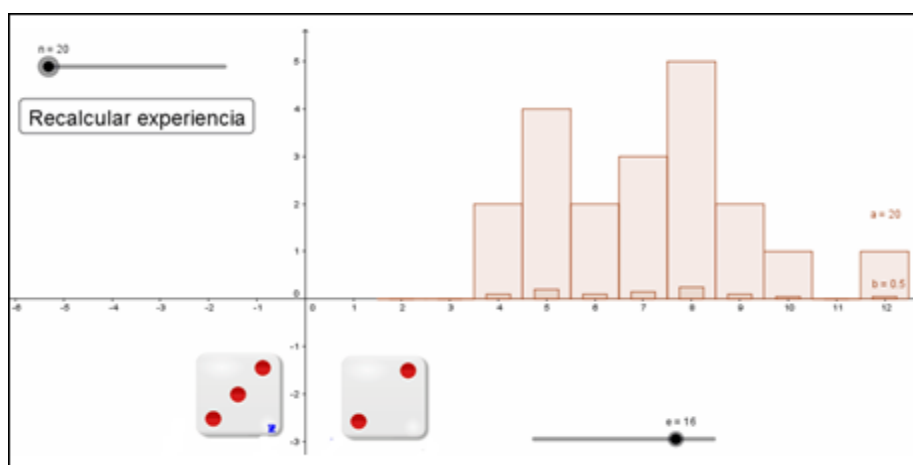 n = 20
Recalcular experiencia
5
4
3
2
1
0
a = 20
b = 0.5
-6 -5 -4 -3 -2 -1 0 1 2 3 4 5 6 7 8 9 10 11 12
-1
-2
-3
z
e = 16